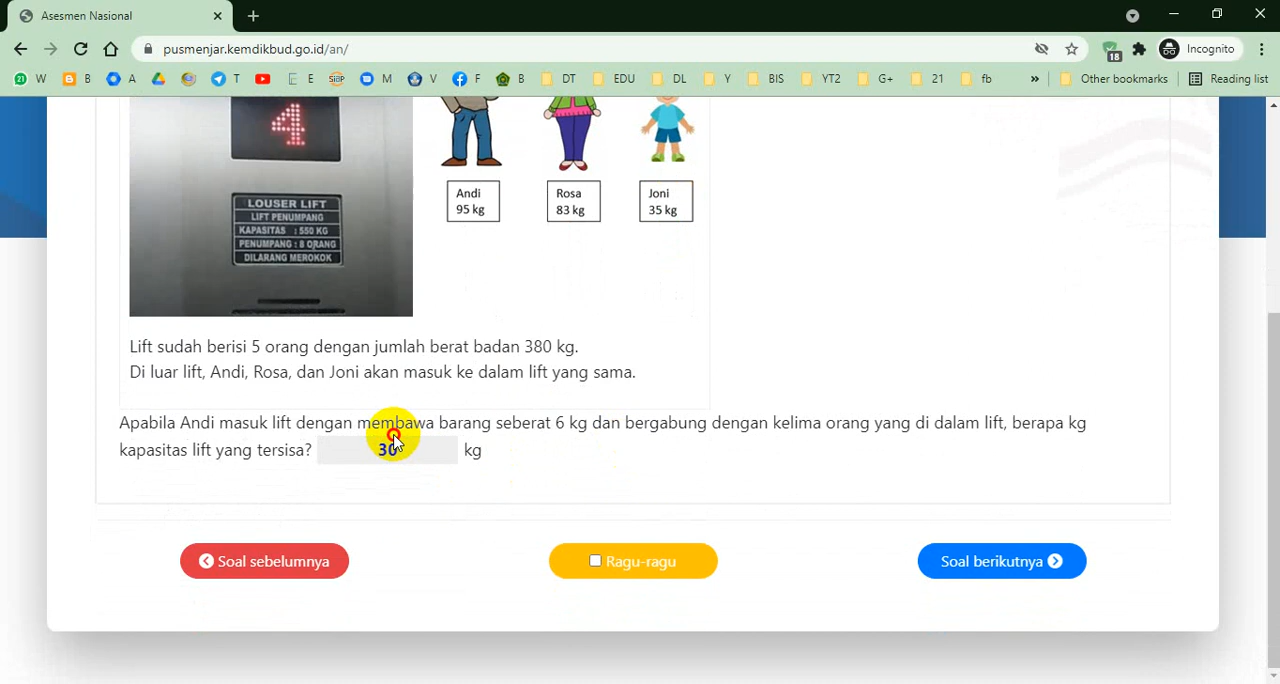 Asesmen Nasional
pusmenjar.kemdikbud.go.id/an/
Incognito
18
21 W B A T E SIBP M V F B DT EDU DL Y BIS YT2 G+ 21 fb » Other bookmarks Reading list
4
LOUSER LIFT
LIFT PENUMPANG
KAPASITAS : 550 KG
PENUMPANG : 8 ORANG
DILARANG MEROKOK
Andi
95 kg
Rosa
83 kg
Joni
35 kg
Lift sudah berisi 5 orang dengan jumlah berat badan 380 kg.
Di luar lift, Andi, Rosa, dan Joni akan masuk ke dalam lift yang sama.
Apabila Andi masuk lift dengan membawa barang seberat 6 kg dan bergabung dengan kelima orang yang di dalam lift, berapa kg
kapasitas lift yang tersisa? 30 kg
Soal sebelumnya
Ragu-ragu
Soal berikutnya